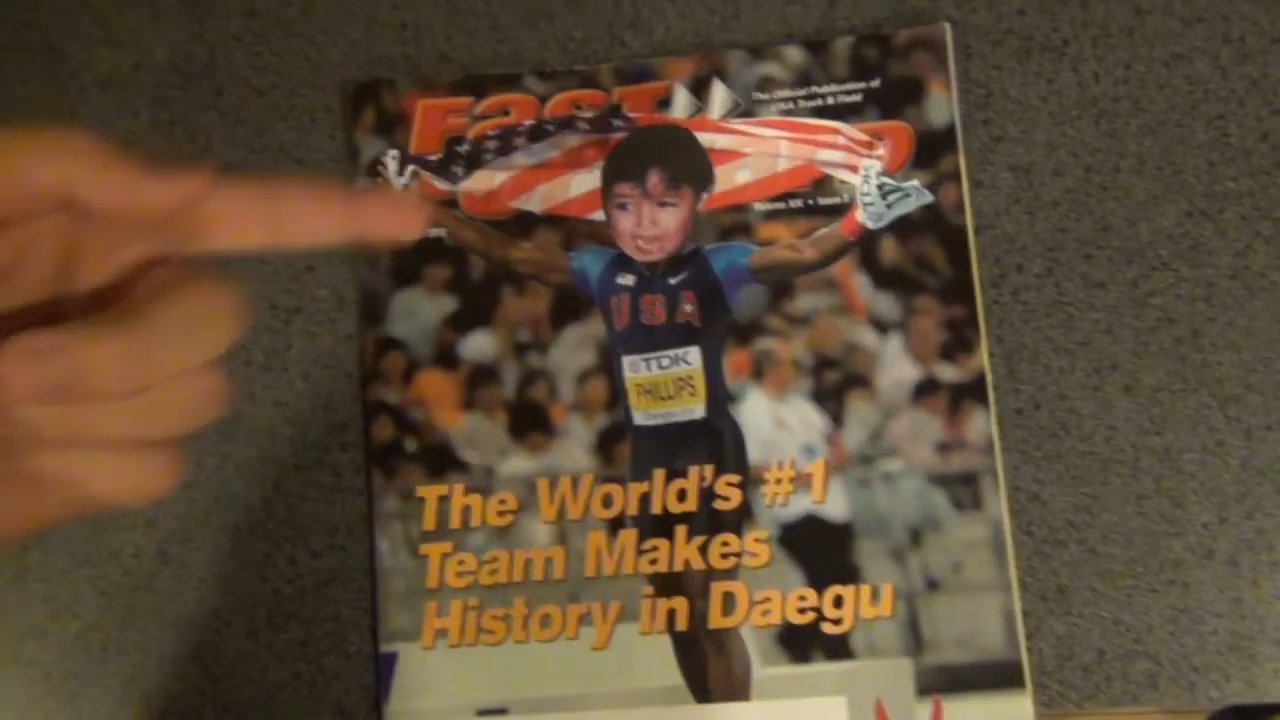 FAST
The Official Publication of
USA Track & Field
USA
TDK
PHILLIPS
The World's #1
Team Makes
History in Daegu